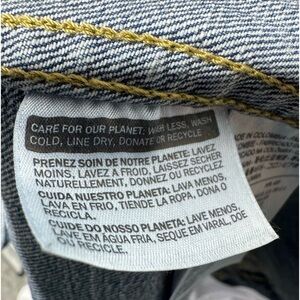 CARE FOR OUR PLANET: WASH LESS, WASH
COLD, LINE DRY, DONATE OR RECYCLE
PRENEZ SOIN DE NOTRE PLANÈTE: LAVEZ
MOINS, LAVEZ À FROID, LAISSEZ SÉCHER
NATURELLEMENT, DONNEZ OU RECYCLEZ.
CUIDA NUESTRO PLANETA: LAVA MENOS,
LAVA EN FRIO, TIENDE LA ROPA, DONA O
RECICLA.
CUIDE DO NOSSO PLANETA: LAVE MENOS,
LAVE EM ÁGUA FRIA, SEQUE EM VARAL, DOE
OU RECICLE.
MADE IN COLOMBIA